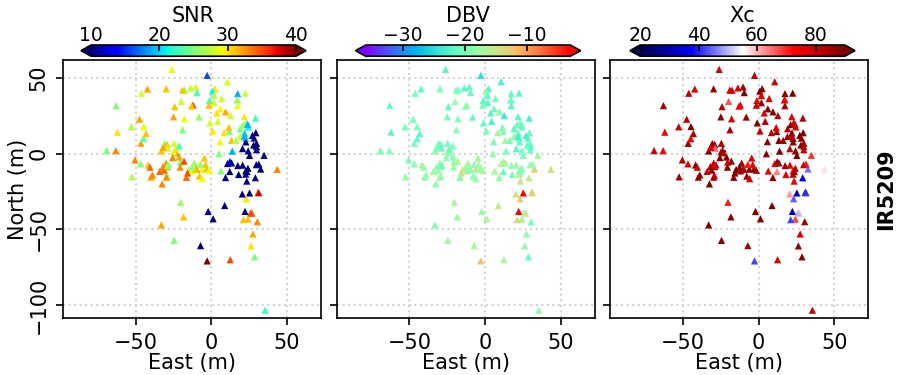 SNR
DBV
Xc
10 20 30 40
−30 −20 −10
20 40 60 80
50
0
−50
−100
North (m)
−50 0 50
−50 0 50
−50 0 50
East (m)
East (m)
East (m)
IR5209